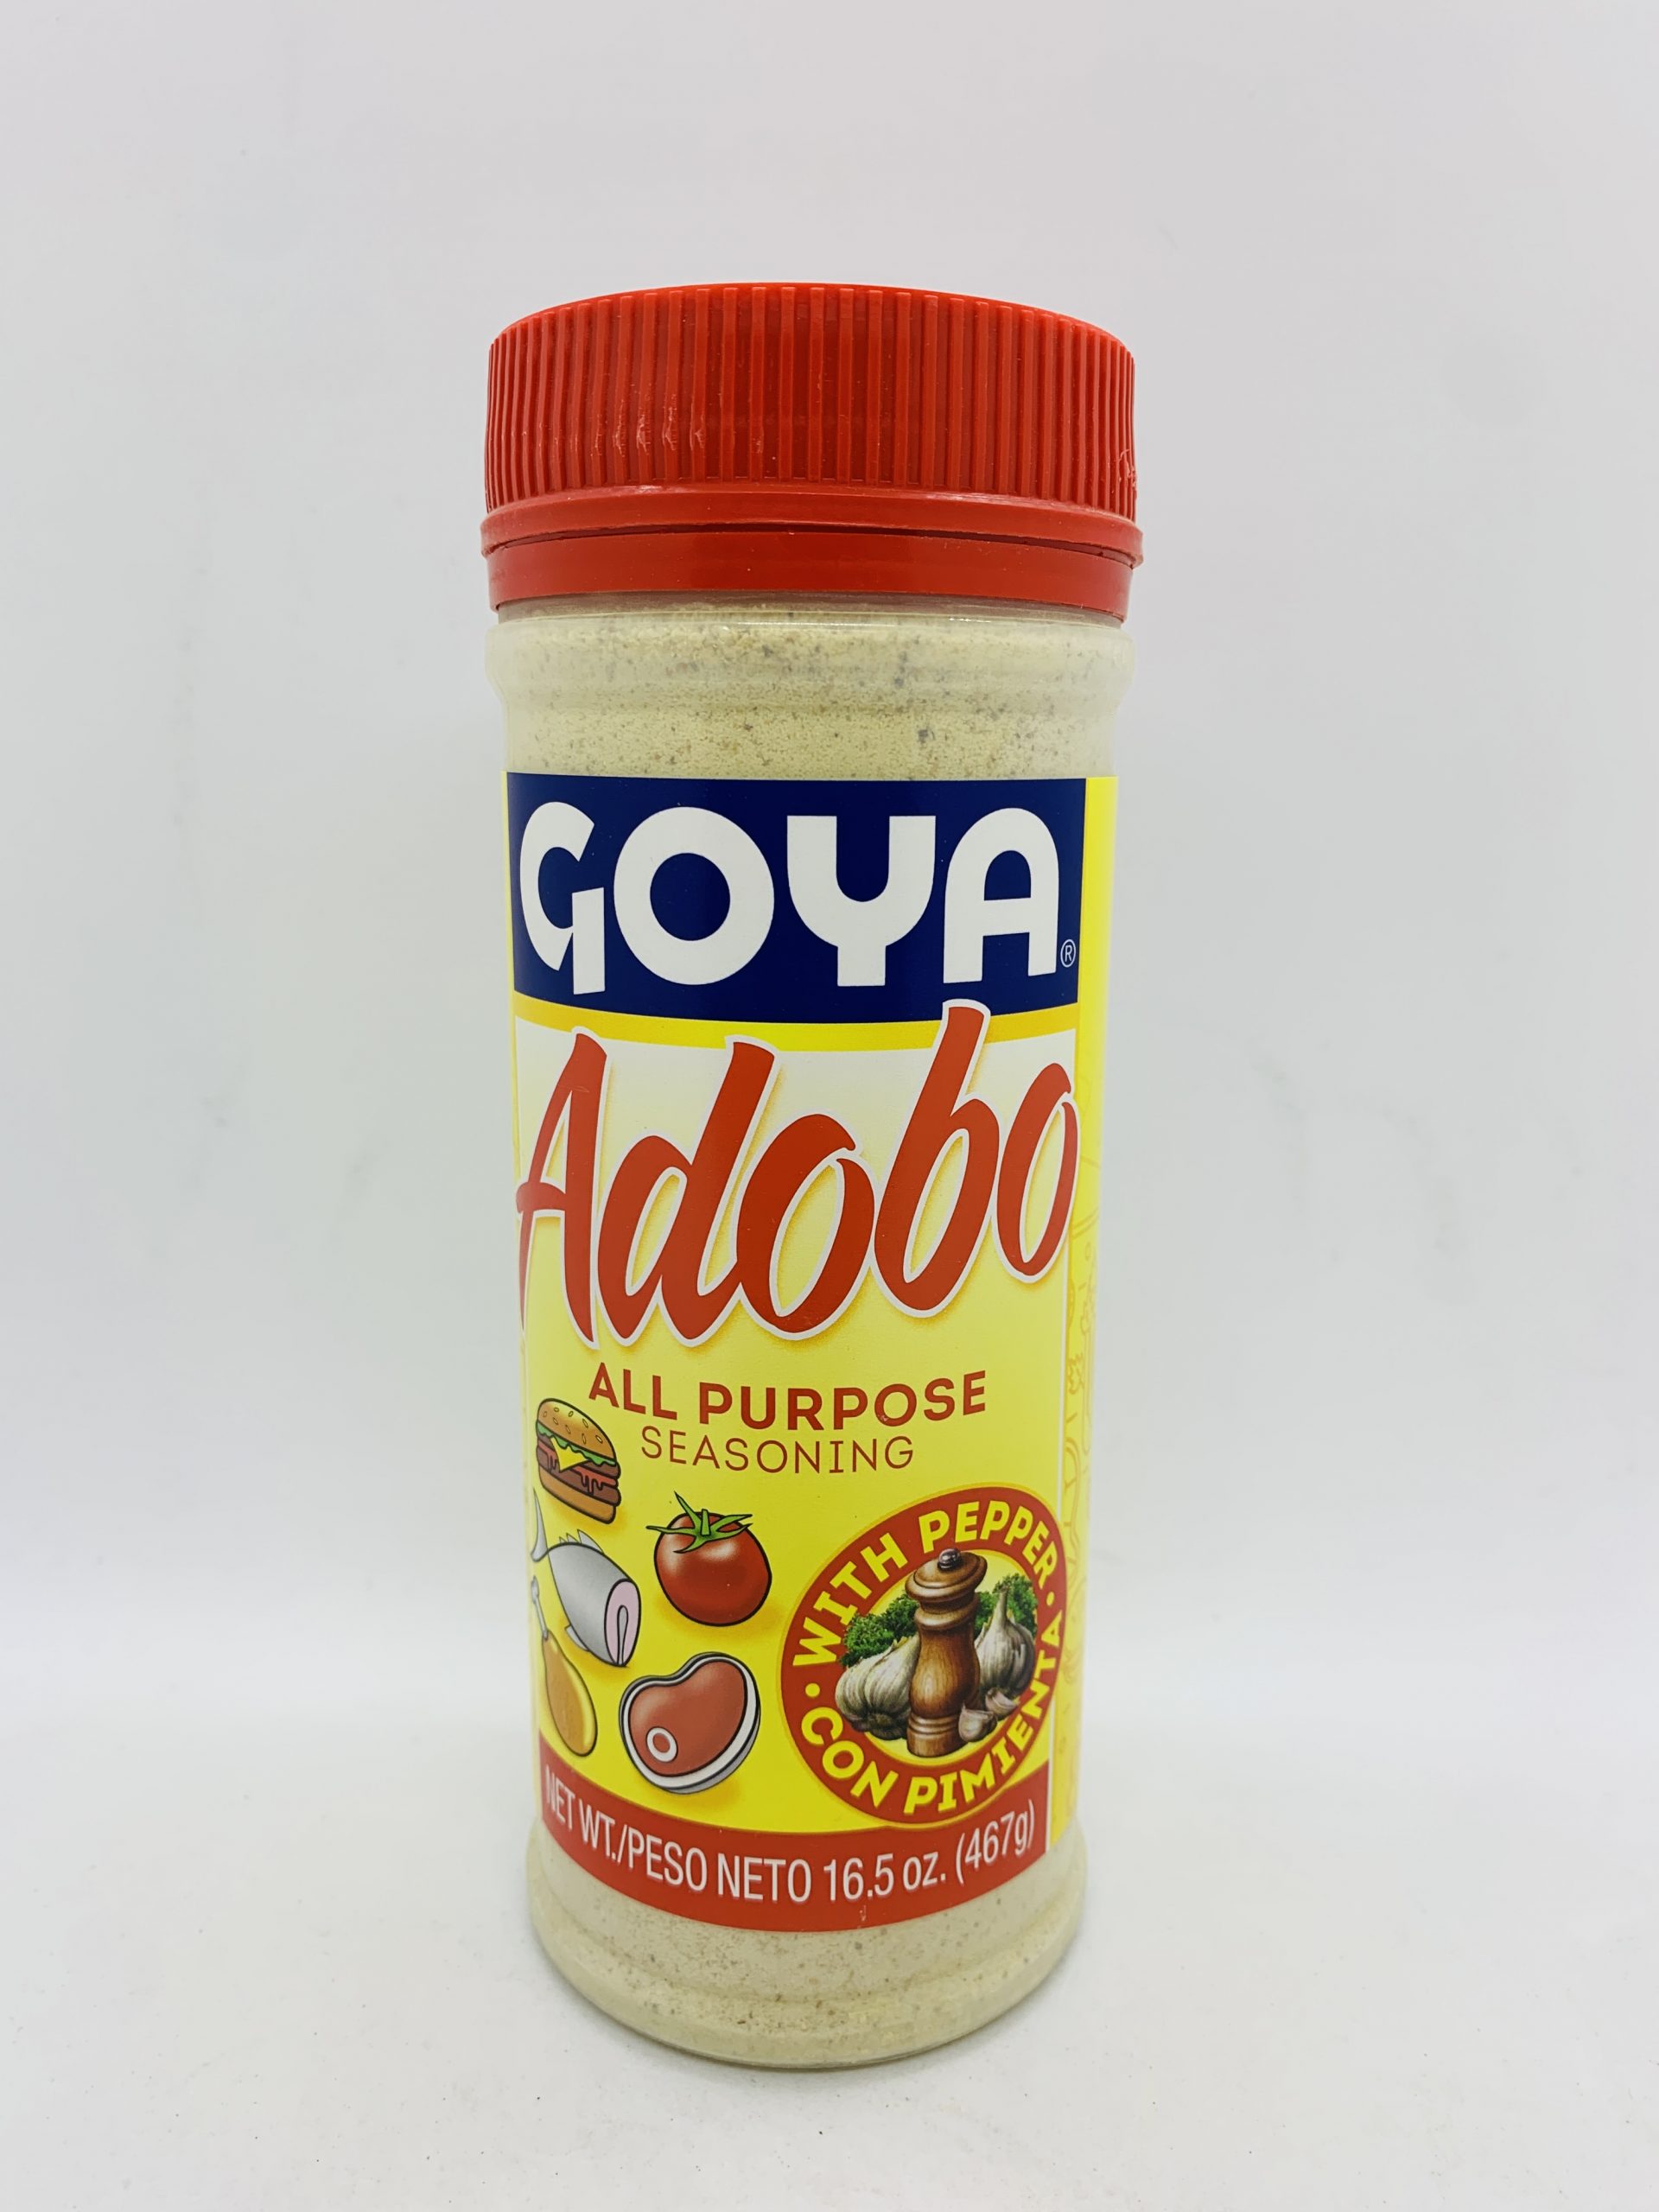 GOYA®
Adobo
ALL PURPOSE
SEASONING
WITH PEPPER
CON PIMIENTA
NET WT./PESO NETO 16.5 oz. (467g)